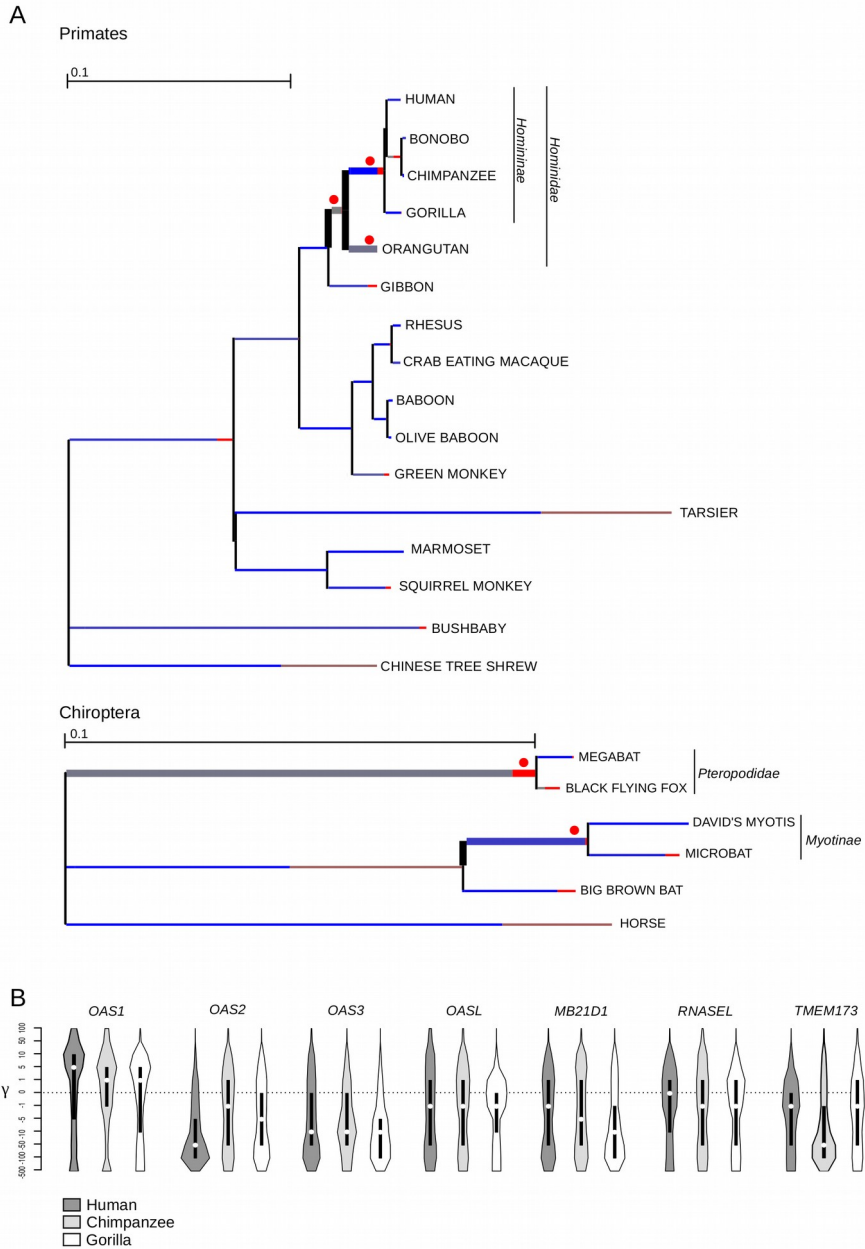 A
Primates
0.1
HUMAN
BONOBO
CHIMPANZEE
GORILLA
ORANGUTAN
GIBBON
Homininae
Hominidae
RHESUS
CRAB EATING MACAQUE
BABOON
OLIVE BABOON
GREEN MONKEY
TARSIER
MARMOSET
SQUIRREL MONKEY
BUSHBABY
CHINESE TREE SHREW
Chiroptera
0.1
MEGABAT
BLACK FLYING FOX
Pteropodidae
DAVID'S MYOTIS
MICROBAT
Myotinae
BIG BROWN BAT
HORSE
B
OAS1 OAS2 OAS3 OASL MB21D1 RNASEL TMEM173
γ
-500 -100 -50 -10 -5 -1 0 1 5 10 50 100
Human
Chimpanzee
Gorilla